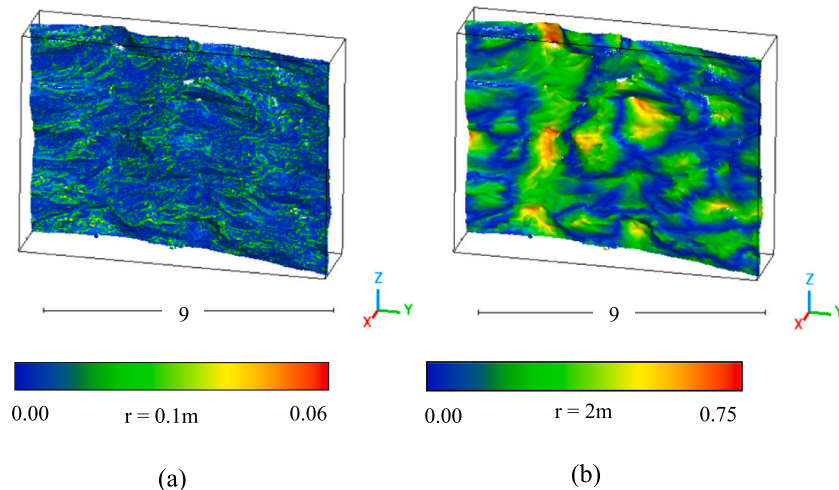 Z
Y
X
9
0.00
r = 0.1m
0.06
(a)
Z
Y
X
9
0.00
r = 2m
0.75
(b)